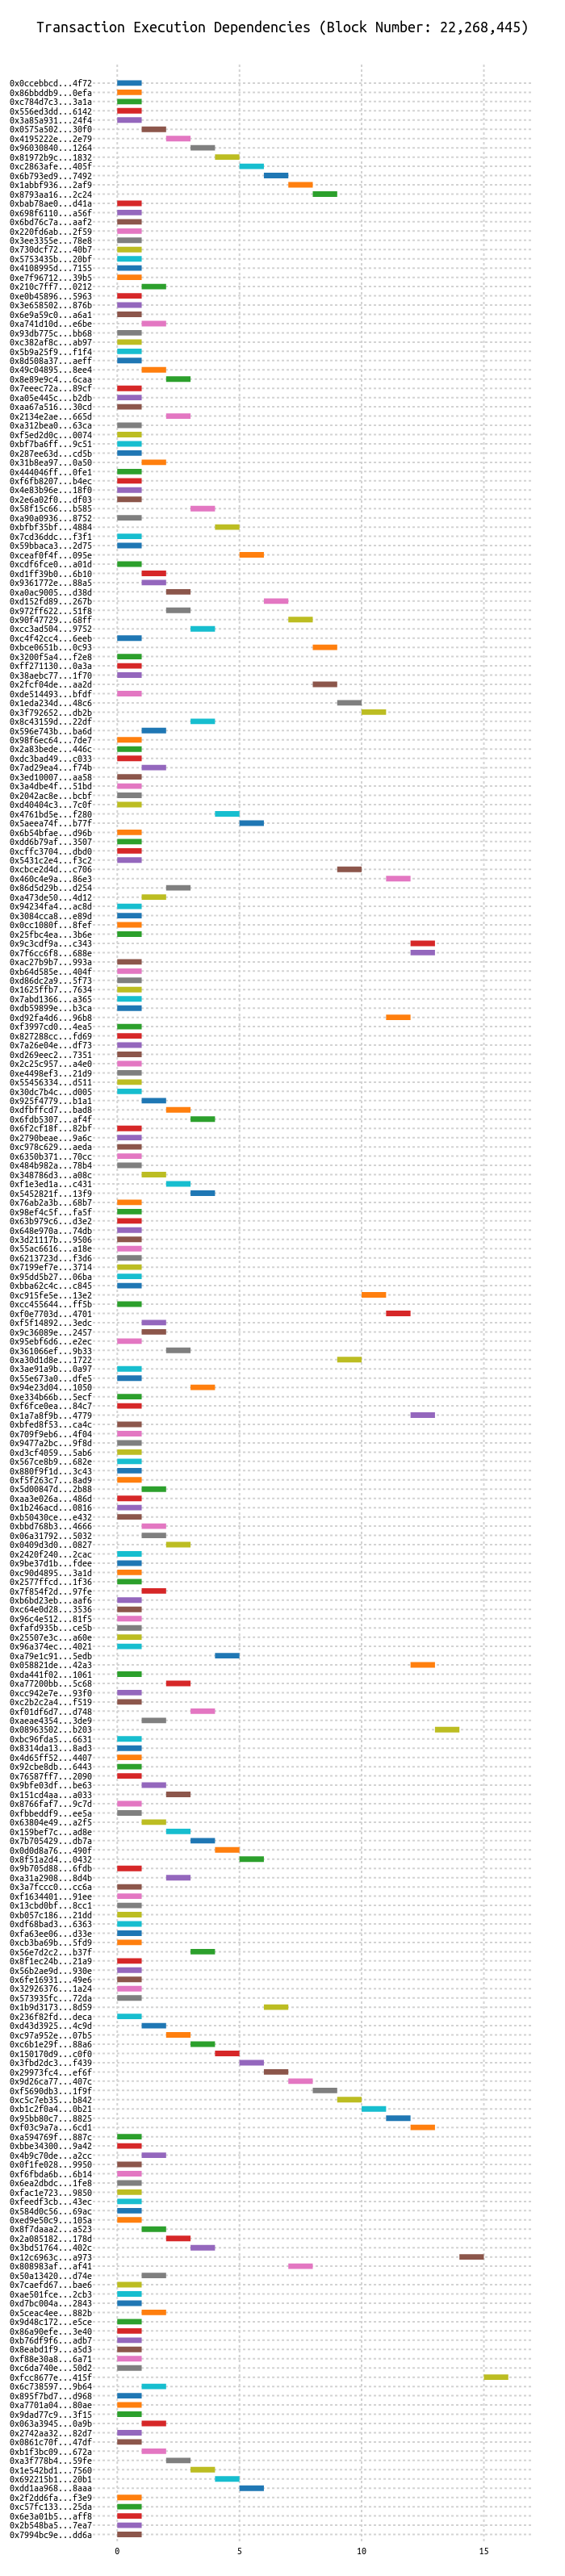 Transaction Execution Dependencies (Block Number: 22,268,445)
0x0ccebbcd...4f72
0x86bbddb9...0efa
0xc784d7c3...3a1a
0x556ed3dd...6142
0x3a85a931...24f4
0x0575a502...30f0
0x4195222e...2e79
0x96030840...1264
0x81972b9c...1832
0xc2863afe...405f
0x6b793ed9...7492
0x1abbf936...2af9
0x8793aa16...2c24
0xbab78ae0...d41a
0x698f6110...a56f
0x6bd76c7a...aaf2
0x220fd6ab...2f59
0x3ee3355e...78e8
0x730dcf72...40b7
0x5753435b...20bf
0x4108995d...7155
0xe7f96712...39b5
0x210c7ff7...0212
0xe0b45896...5963
0x3e658502...876b
0x6e9a59c0...a6a1
0xa741d10d...e6be
0x93db775c...bb68
0xc382af8c...ab97
0x5b9a25f9...f1f4
0x8d508a37...aeff
0x49c04895...8ee4
0x8e89e9c4...6caa
0x7eeec72a...89cf
0xa05e445c...b2db
0xaa67a516...30cd
0x2134e2ae...665d
0xa312bea0...63ca
0xf5ed2d0c...0074
0xbf7ba6ff...9c51
0x287ee63d...cd5b
0x31b8ea97...0a50
0x444046ff...0fe1
0xf6fb8207...b4ec
0x4e83b96e...18f0
0x2e6a02f0...df03
0x58f15c66...b585
0xa90a0936...8752
0xbfbf35bf...4884
0x7cd36ddc...f3f1
0x59bbaca3...2d75
0xceaf0f4f...095e
0xcdf6fce0...a01d
0xd1ff39b0...6b10
0x9361772e...88a5
0xa0ac9005...d38d
0xd152fd89...267b
0x972ff622...51f8
0x90f47729...68ff
0xcc3ad504...9752
0xc4f42cc4...6eeb
0xbce0651b...0c93
0x3200f5a4...f2e8
0xff271130...0a3a
0x38aebc77...1f70
0x2fcf04de...aa2d
0xde514493...bfdf
0x1eda234d...48c6
0x3f792652...db2b
0x8c43159d...22df
0x596e743b...ba6d
0x98f6ec64...7de7
0x2a83bede...446c
0xdc3bad49...c033
0x7ad29ea4...f74b
0x3ed10007...aa58
0x3a4dbe4f...51bd
0x2042ac8e...bcbf
0xd40404c3...7c0f
0x4761bd5e...f280
0x5aeea74f...b77f
0x6b54bfae...d96b
0xdd6b79af...3507
0xcffc3704...dbd0
0x5431c2e4...f3c2
0xcbce2d4d...c706
0x460c4e9a...86e3
0x86d5d29b...d254
0xa473de50...4d12
0x94234fa4...ac8d
0x3084cca8...e89d
0x0cc1080f...8fef
0x25fbc4ea...3b6e
0x9c3cdf9a...c343
0x7f6cc6f8...688e
0xac27b9b7...993a
0xb64d585e...404f
0xd86dc2a9...5f73
0x1625ffb7...7634
0x7abd1366...a365
0xdb59899e...b3ca
0xd92fa4d6...96b8
0xf3997cd0...4ea5
0x827288cc...fd69
0x7a26e04e...df73
0xd269eec2...7351
0x2c25c957...a4e0
0xe4498ef3...21d9
0x55456334...d511
0x30dc7b4c...d005
0x925f4779...b1a1
0xdfbffcd7...bad8
0x6fdb5307...af4f
0x6f2cf18f...82bf
0x2790beae...9a6c
0xc978c629...aeda
0x6350b371...70cc
0x484b982a...78b4
0x348786d3...a08c
0xf1e3ed1a...c431
0x5452821f...13f9
0x76ab2a3b...68b7
0x98ef4c5f...fa5f
0x63b979c6...d3e2
0x648e970a...74db
0x3d21117b...9506
0x55ac6616...a18e
0x6213723d...f3d6
0x7199ef7e...3714
0x95dd5b27...06ba
0xbba62c4c...c845
0xc915fe5e...13e2
0xcc455644...ff5b
0xf0e7703d...4701
0xf5f14892...3edc
0x9c36089e...2457
0x95ebf6d6...e2ec
0x361066ef...9b33
0xa30d1d8e...1722
0x3ae91a9b...0a97
0x55e673a0...dfe5
0x94e23d04...1050
0xe334b66b...5ecf
0xf6fce0ea...84c7
0x1a7a8f9b...4779
0xbfed8f53...ca4c
0x709f9eb6...4f04
0x9477a2bc...9f8d
0xd3cf4059...5ab6
0x567ce8b9...682e
0x880f9f1d...3c43
0xf5f263c7...8ad9
0x5d00847d...2b88
0xaa3e026a...486d
0x1b246acd...0816
0xb50430ce...e432
0xbbd768b3...4666
0x06a31792...5032
0x0409d3d0...0827
0x2420f240...2cac
0x9be37d1b...fdee
0xc90d4895...3a1d
0x2577ffcd...1f36
0x7f854f2d...97fe
0xb6bd23eb...aaf6
0xc64e0d28...3536
0x96c4e512...81f5
0xfafd935b...ce5b
0x25507e3c...a60e
0x96a374ec...4021
0xa79e1c91...5edb
0x058821de...42a3
0xda441f02...1061
0xa77200bb...5c68
0xcc942e7e...93f0
0xc2b2c2a4...f519
0xf01df6d7...d748
0xaeae4354...3de9
0x08963502...b203
0xbc96fda5...6631
0x8314da13...8ad3
0x4d65ff52...4407
0x92cbe8db...6443
0x76587ff7...2090
0x9bfe03df...be63
0x151cd4aa...a033
0x8766faf7...9c7d
0xfbbeddf9...ee5a
0x63804e49...a2f5
0x159bef7c...ad8e
0x7b705429...db7a
0x0d0d8a76...490f
0x8f51a2d4...0432
0x9b705d88...6fdb
0xa31a2908...8d4b
0x3a7fccc0...cc6a
0xf1634401...91ee
0x13cbd0bf...8cc1
0xb057c186...21dd
0xdf68bad3...6363
0xfa63ee06...d33e
0xcb3ba69b...5fd9
0x56e7d2c2...b37f
0x8f1ec24b...21a9
0x56b2ae9d...930e
0x6fe16931...49e6
0x32926376...1a24
0x573935fc...72da
0x1b9d3173...8d59
0x236f82fd...deca
0xd43d3925...4c9d
0xc97a952e...07b5
0xc6b1e29f...88a6
0x150170d9...c0f0
0x3fbd2dc3...f439
0x29973fc4...ef6f
0x9d26ca77...407c
0xf5690db3...1f9f
0xc5c7eb35...b842
0xb1c2f0a4...0b21
0x95bb80c7...8825
0xf03c9a7a...6cd1
0xa594769f...887c
0xbbe34300...9a42
0x4b9c70de...a2cc
0x0f1fe028...9950
0xf6fbda6b...6b14
0x6ea2dbdc...1fe8
0xfac1e723...9850
0xfeedf3cb...43ec
0x584d0c56...69ac
0xed9e50c9...105a
0x8f7daaa2...a523
0x2a085182...178d
0x3bd51764...402c
0x12c6963c...a973
0x808983af...af41
0x50a13420...d74e
0x7caefd67...bae6
0xae501fce...2cb3
0xd7bc004a...2843
0x5ceac4ee...882b
0x9d48c172...e5ce
0x86a90efe...3e40
0xb76df9f6...adb7
0x8eabd1f9...a5d3
0xf88e30a8...6a71
0xc6da740e...50d2
0xfcc8677e...415f
0x6c738597...9b64
0x895f7bd7...d968
0xa7701a04...80ae
0x9dad77c9...3f15
0x063a3945...0a9b
0x2742aa32...82d7
0x0861c70f...47df
0xb1f3bc09...672a
0xa3f778b4...59fe
0x1e542bd1...7560
0x692215b1...20b1
0xdd1aa968...8aaa
0x2f2dd6fa...f3e9
0xc57fc133...25da
0x6e3a01b5...aff8
0x2b548ba5...7ea7
0x7994bc9e...dd6a
0 5 10 15